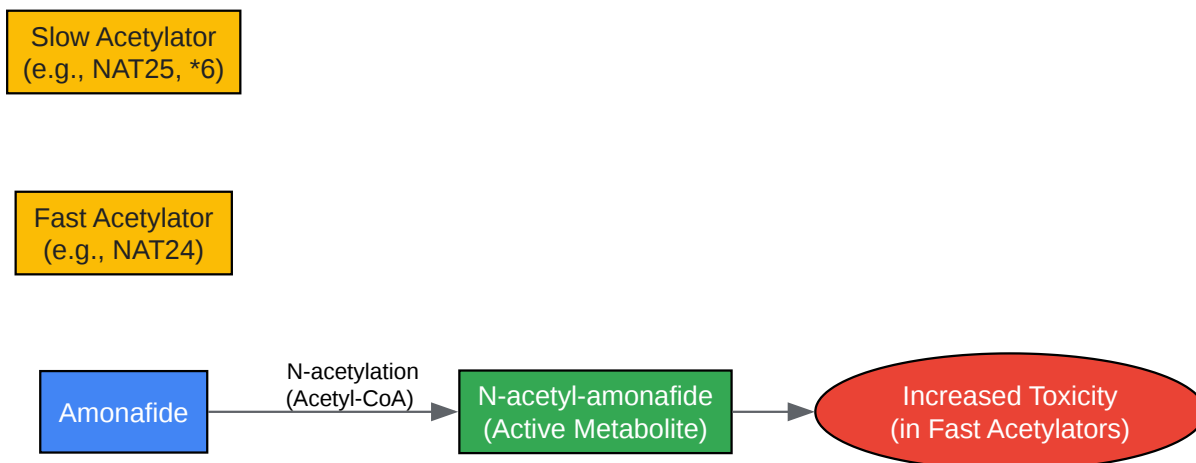 Slow Acetylator
(e.g., NAT25, *6)
Fast Acetylator
(e.g., NAT24)
N-acetylation
(Acetyl-CoA)
Amonafide
N-acetyl-amonafide
(Active Metabolite)
Increased Toxicity
(in Fast Acetylators)